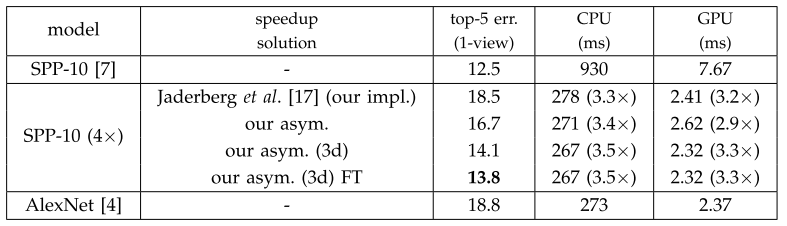 model speedup solution top-5 err. (1-view) CPU (ms) GPU (ms)
SPP-10 [7] - 12.5 930 7.67
SPP-10 (4×) Jaderberg et al. [17] (our impl.) 18.5 278 (3.3×) 2.41 (3.2×)
our asym. 16.7 271 (3.4×) 2.62 (2.9×)
our asym. (3d) 14.1 267 (3.5×) 2.32 (3.3×)
our asym. (3d) FT 13.8 267 (3.5×) 2.32 (3.3×)
AlexNet [4] - 18.8 273 2.37